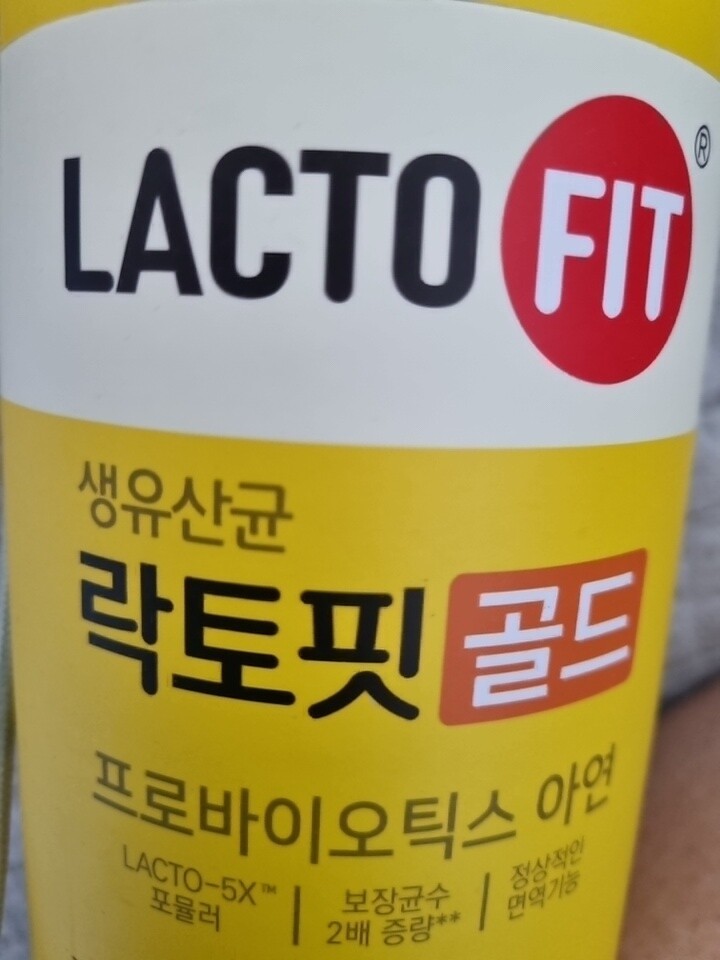 LACTO FIT®
생유산균
락토핏 골드
프로바이오틱스 아연
LACTO-5X™ 포뮬러
보장균수 2배 증량**
정상적인 면역기능